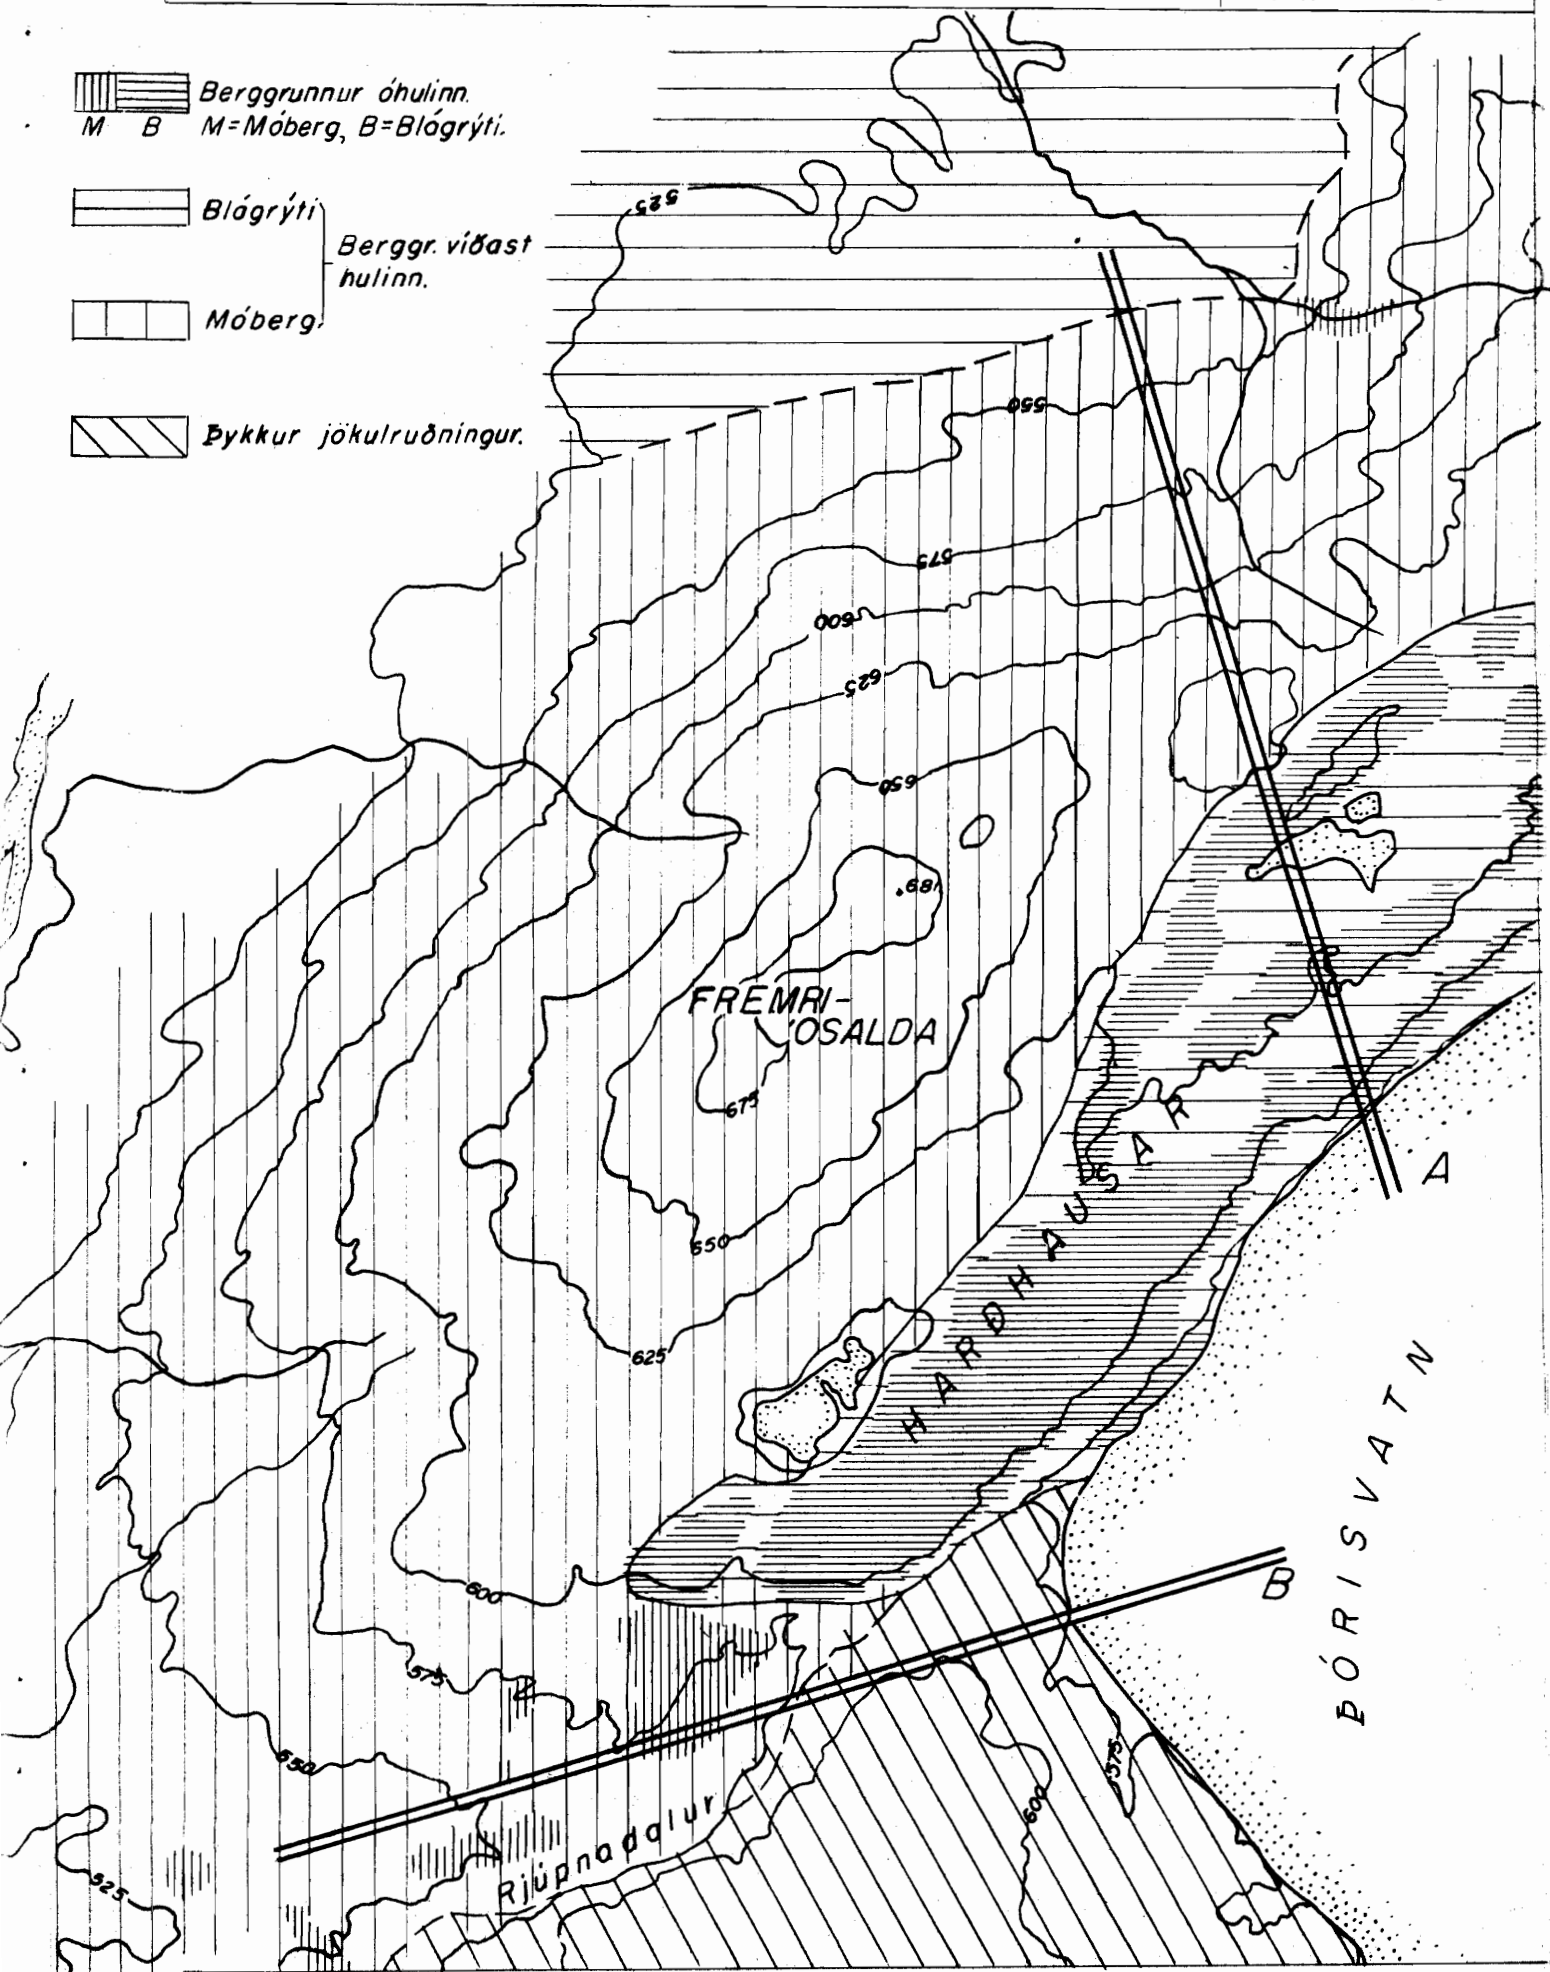 Berggrunnur óhulinn.
M B M=Móberg, B=Blágrýti.
Blágrýti
Berggr. víðast
hulinn.
Móberg
Þykkur jökulruðningur.
525
550
575
600
625
650
681
FREMRI-
ÓSALDA
675
650
625
600
575
550
525
HARÐHAUSAR
A
B
ÞÓRISVATN
575
600
Rjúpnadalur